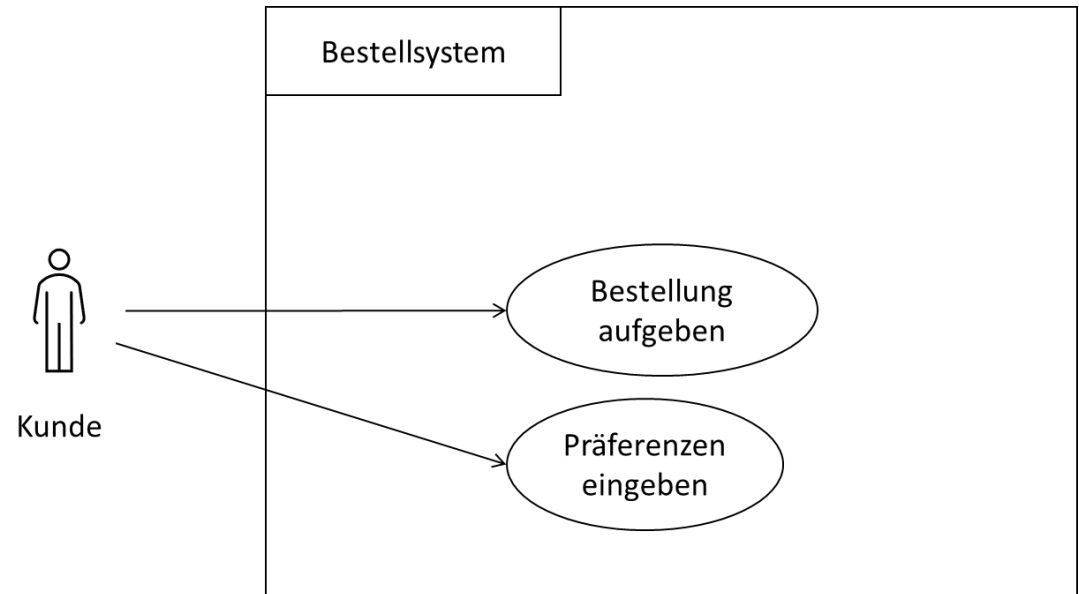 Bestellsystem
Bestellung
aufgeben
Kunde
Präferenzen
eingeben